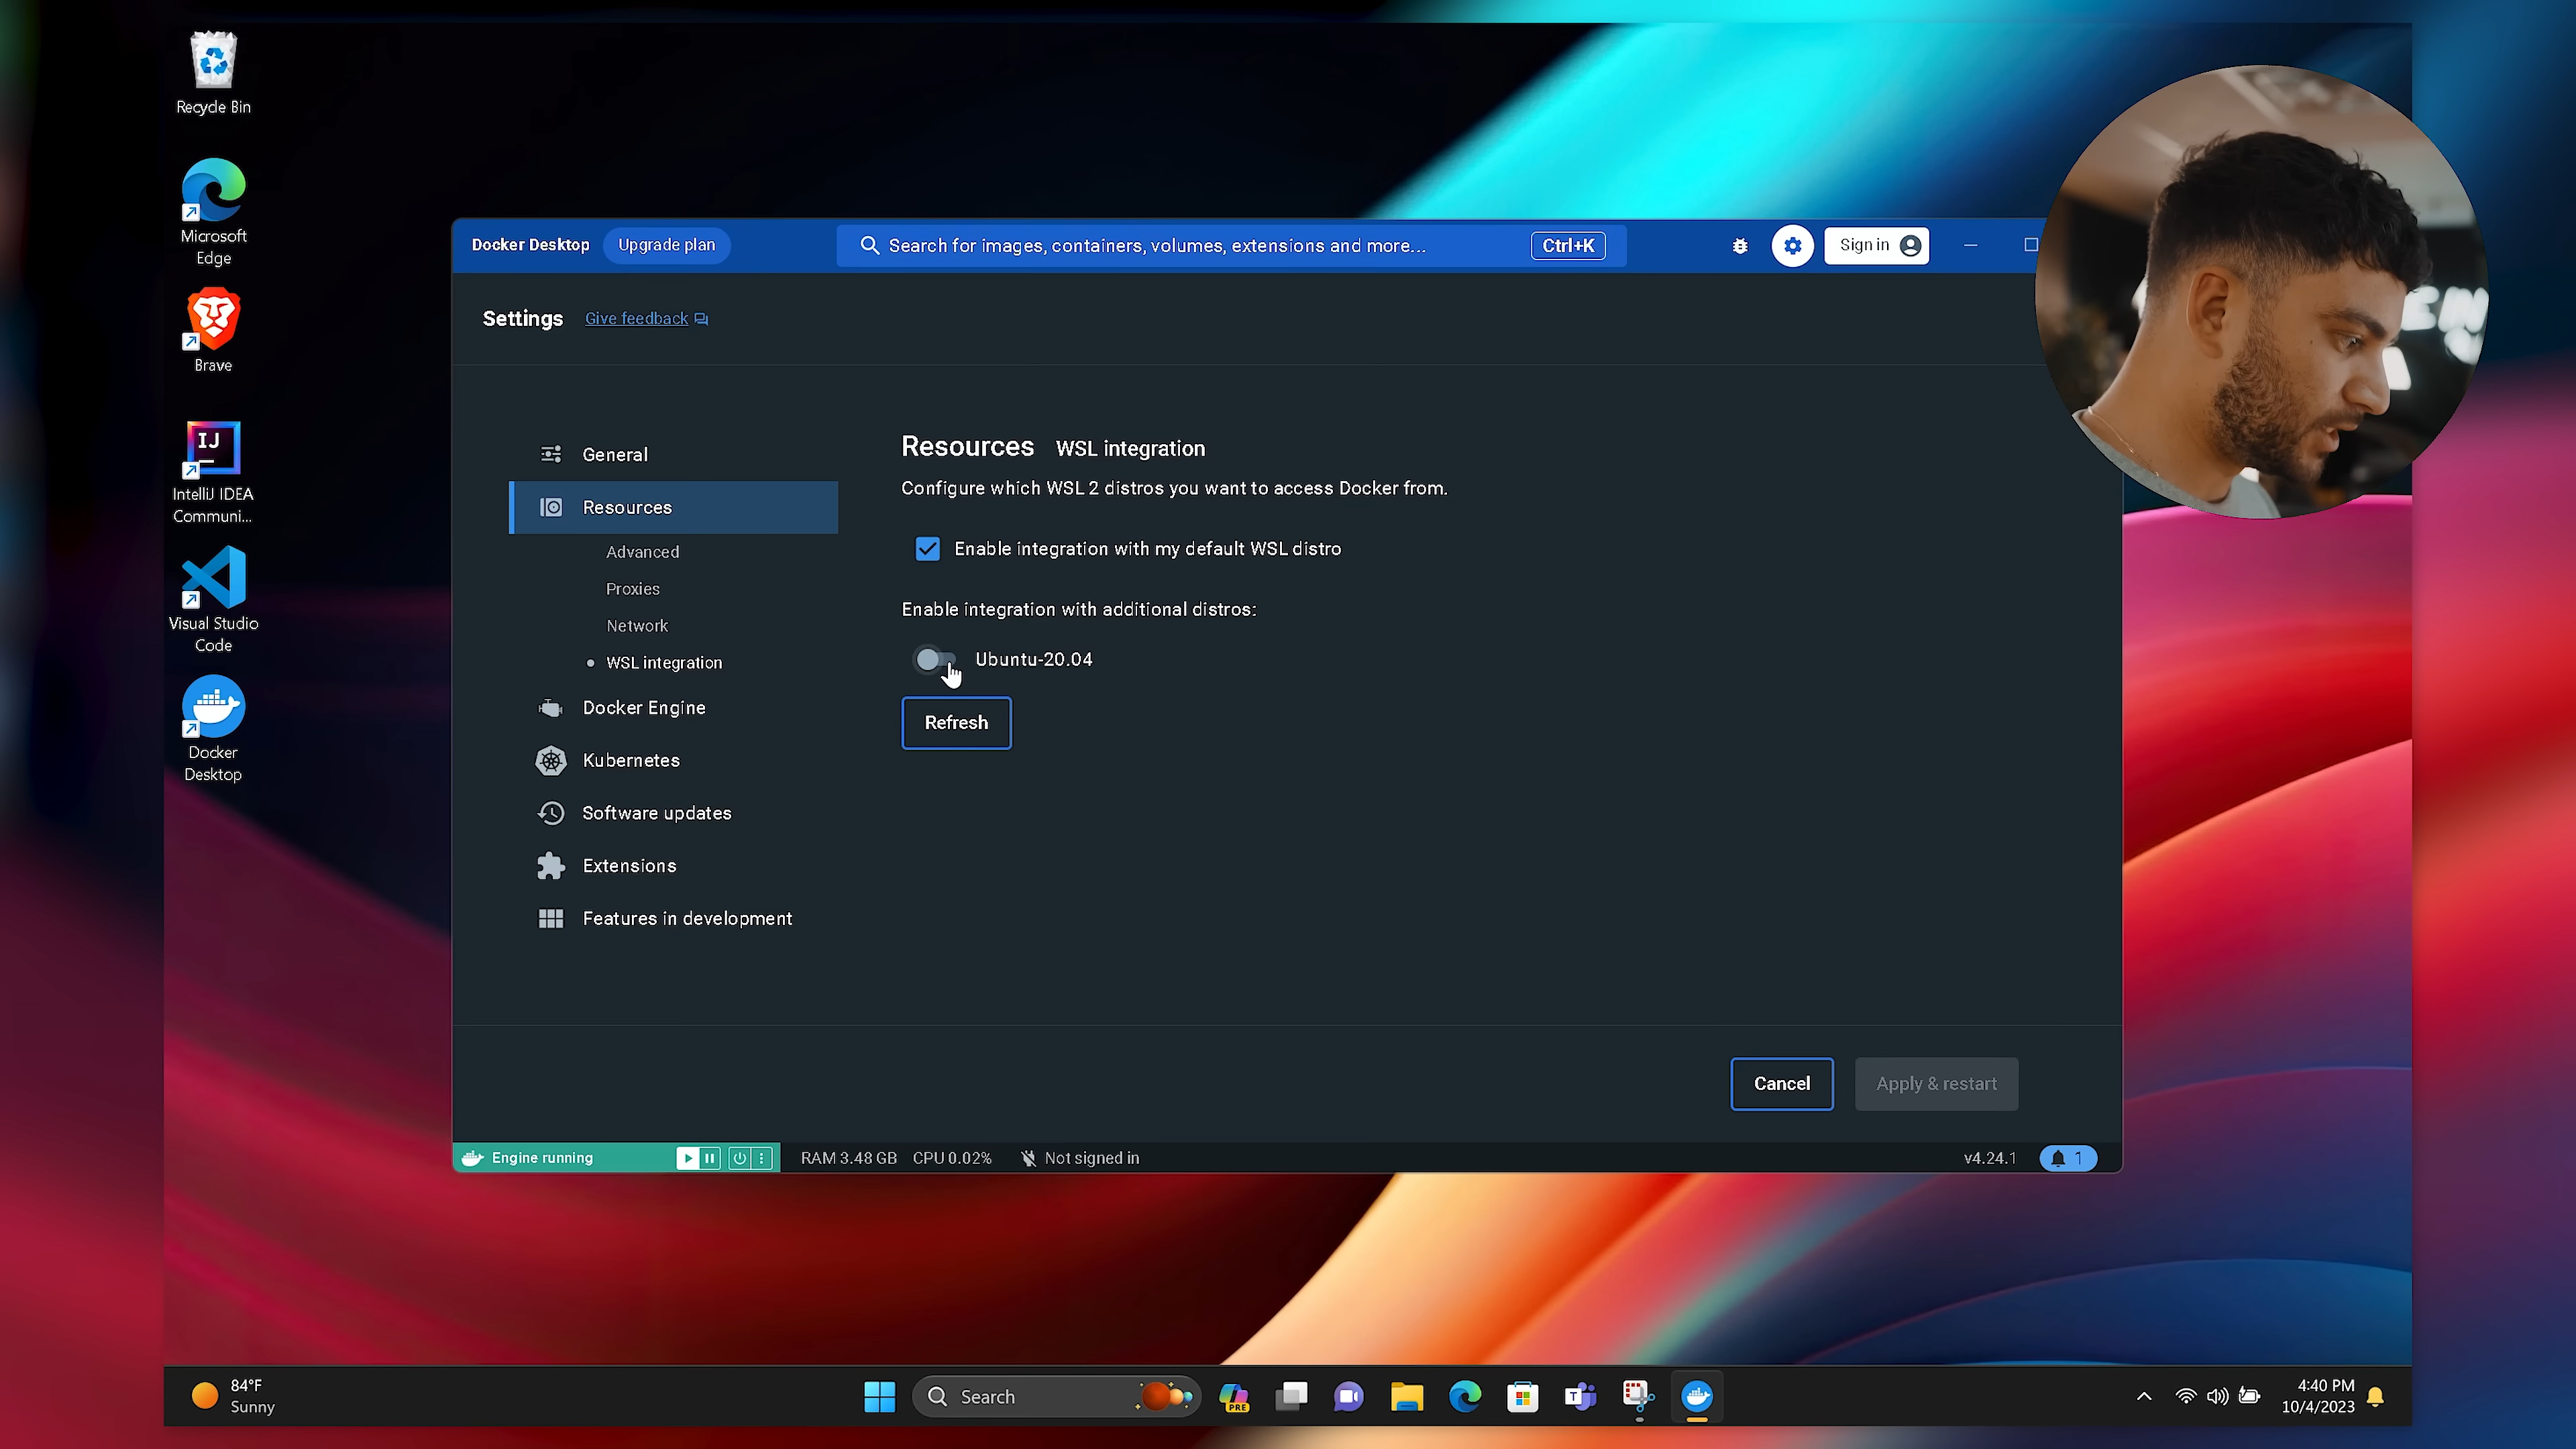 Recycle Bin
Microsoft
Edge
Brave
IJ
IntelliJ IDEA
Communi...
Visual Studio
Code
Docker
Desktop
Docker Desktop
Upgrade plan
Search for images, containers, volumes, extensions and more...
Ctrl+K
Sign in
Settings
Give feedback
General
Resources
Advanced
Proxies
Network
WSL integration
Docker Engine
Kubernetes
Software updates
Extensions
Features in development
Resources WSL integration
Configure which WSL 2 distros you want to access Docker from.
Enable integration with my default WSL distro
Enable integration with additional distros:
Ubuntu-20.04
Refresh
Cancel
Apply & restart
Engine running
RAM 3.48 GB CPU 0.02%
Not signed in
v4.24.1
1
84°F
Sunny
Search
PRE
T
4:40 PM
10/4/2023